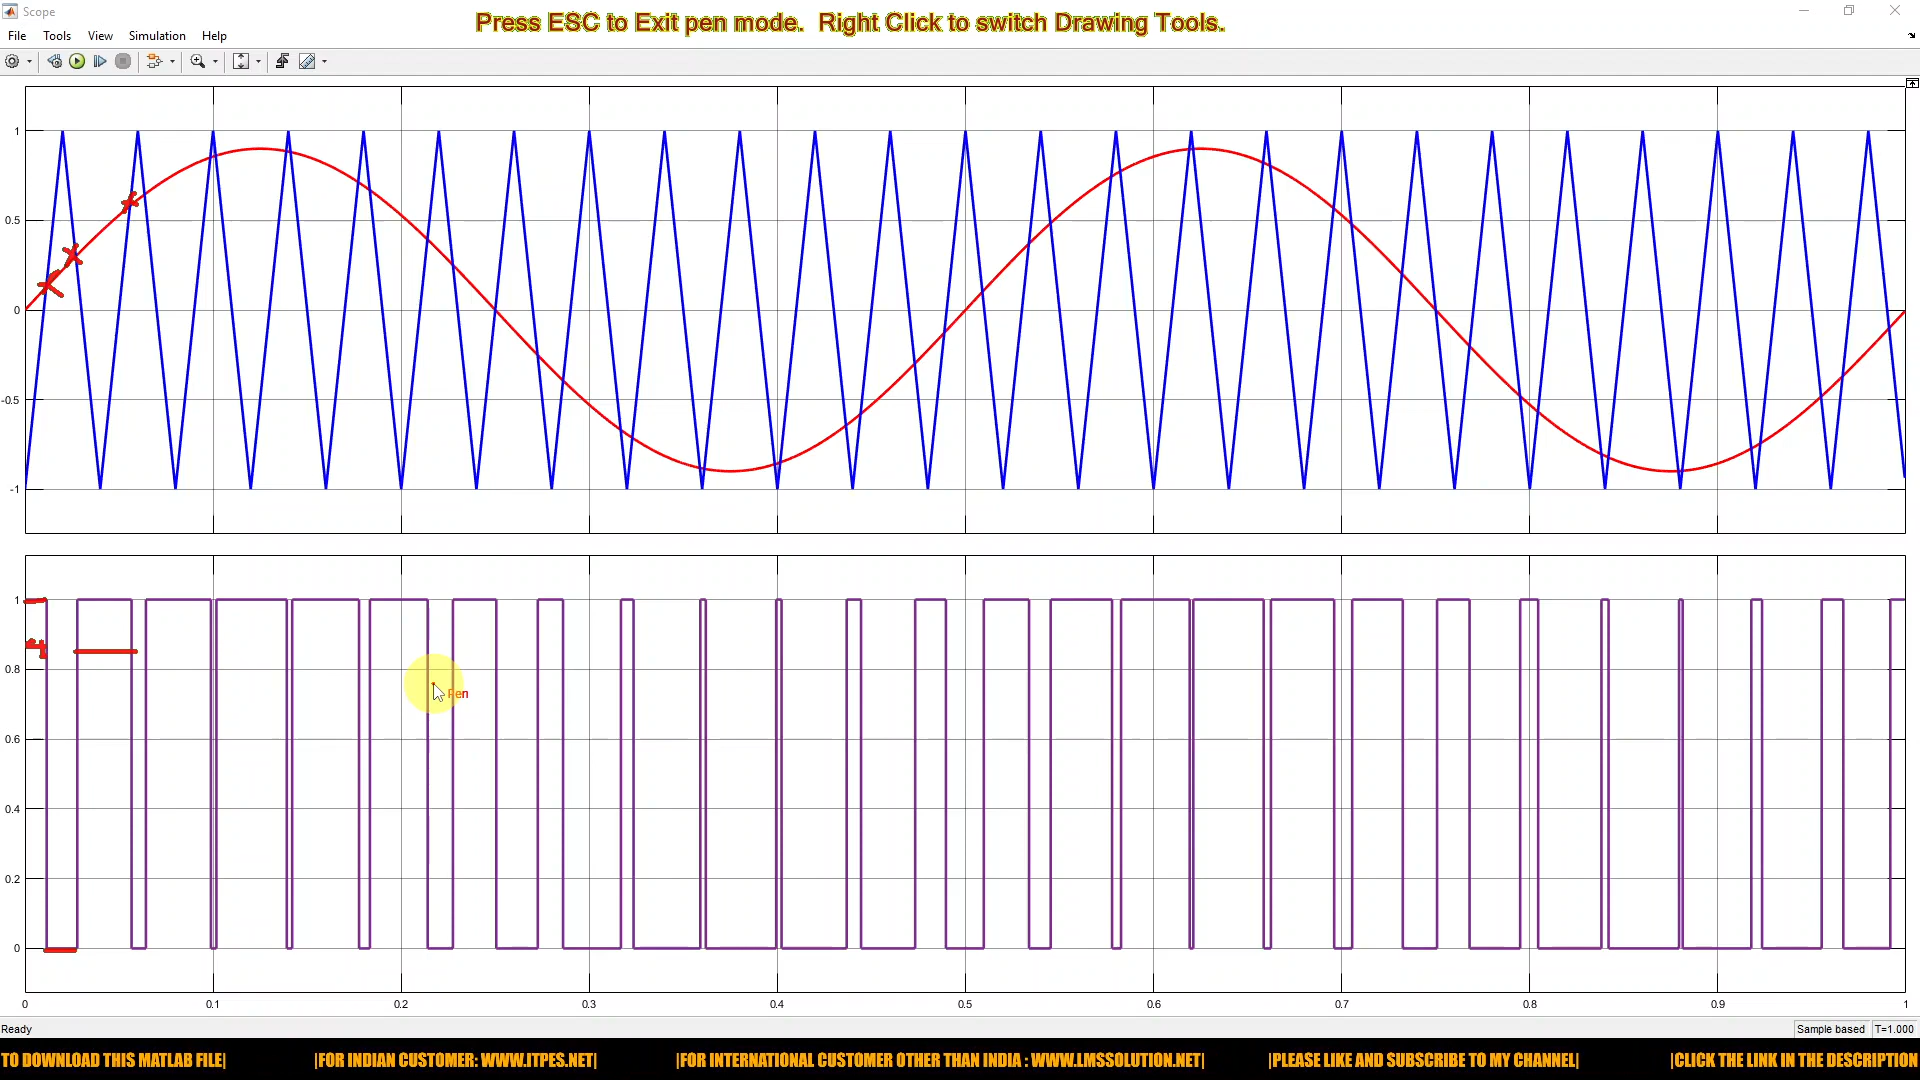 Scope
Press ESC to Exit pen mode. Right Click to switch Drawing Tools.
File Tools View Simulation Help
1
0.5
0
-0.5
-1
1
0.8
0.6
0.4
0.2
0
Pen
0 0.1 0.2 0.3 0.4 0.5 0.6 0.7 0.8 0.9 1
Ready
Sample based T=1.000
TO DOWNLOAD THIS MATLAB FILE| |FOR INDIAN CUSTOMER: WWW.ITPES.NET| |FOR INTERNATIONAL CUSTOMER OTHER THAN INDIA : WWW.LMSSOLUTION.NET| |PLEASE LIKE AND SUBSCRIBE TO MY CHANNEL| |CLICK THE LINK IN THE DESCRIPTION